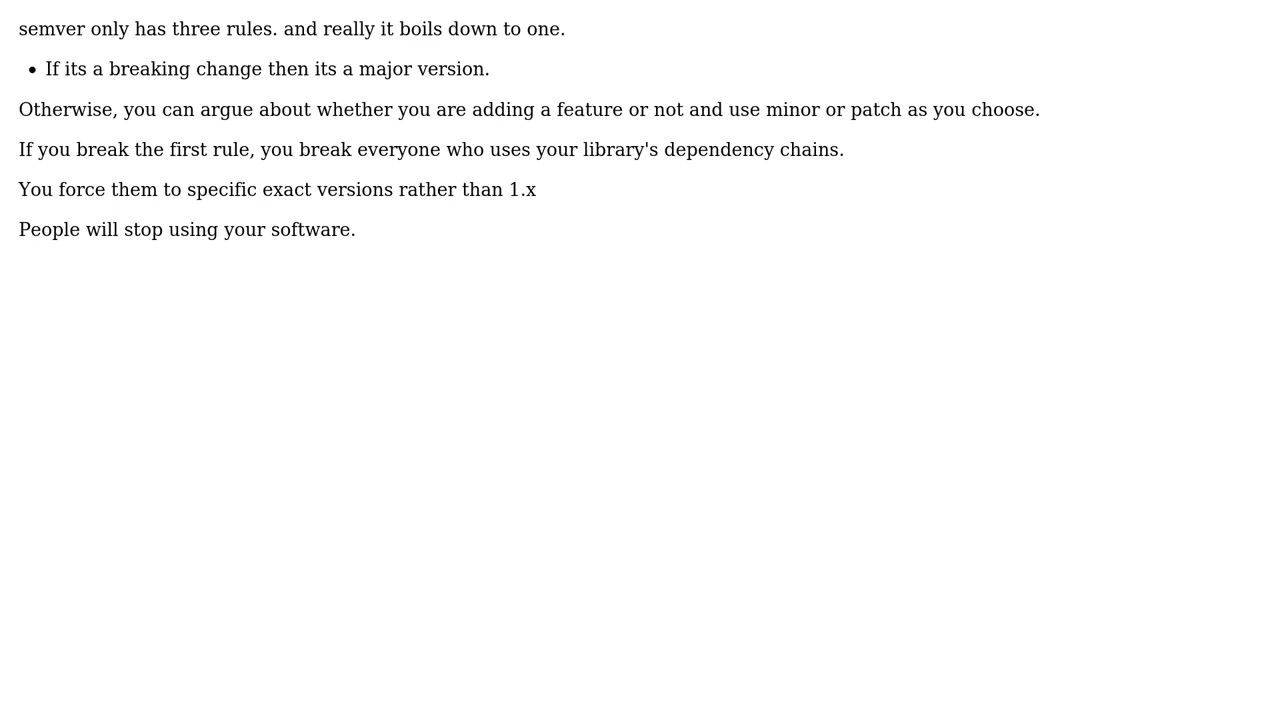 semver only has three rules. and really it boils down to one.
• If its a breaking change then its a major version.
Otherwise, you can argue about whether you are adding a feature or not and use minor or patch as you choose.
If you break the first rule, you break everyone who uses your library's dependency chains.
You force them to specific exact versions rather than 1.x
People will stop using your software.